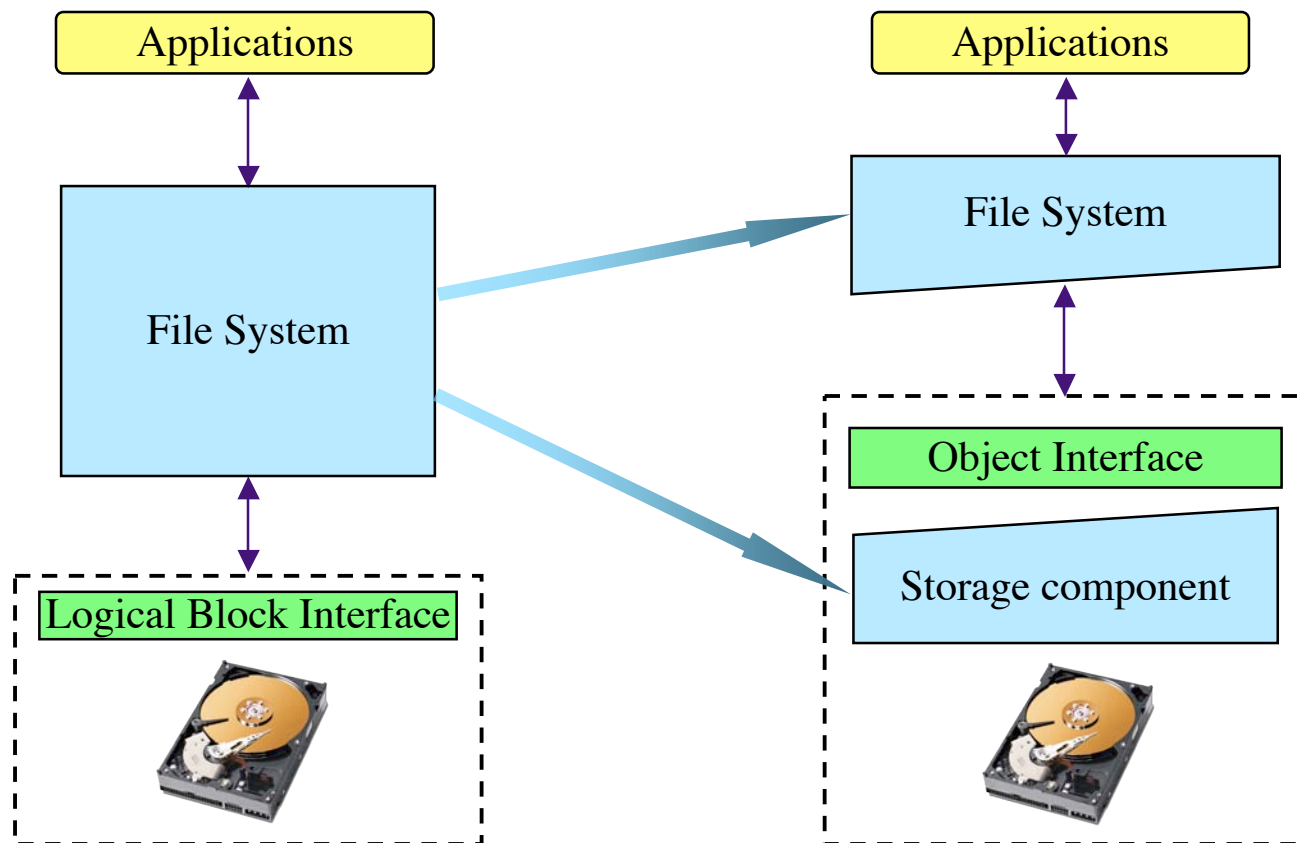 Applications
File System
Logical Block Interface
Applications
File System
Object Interface
Storage component